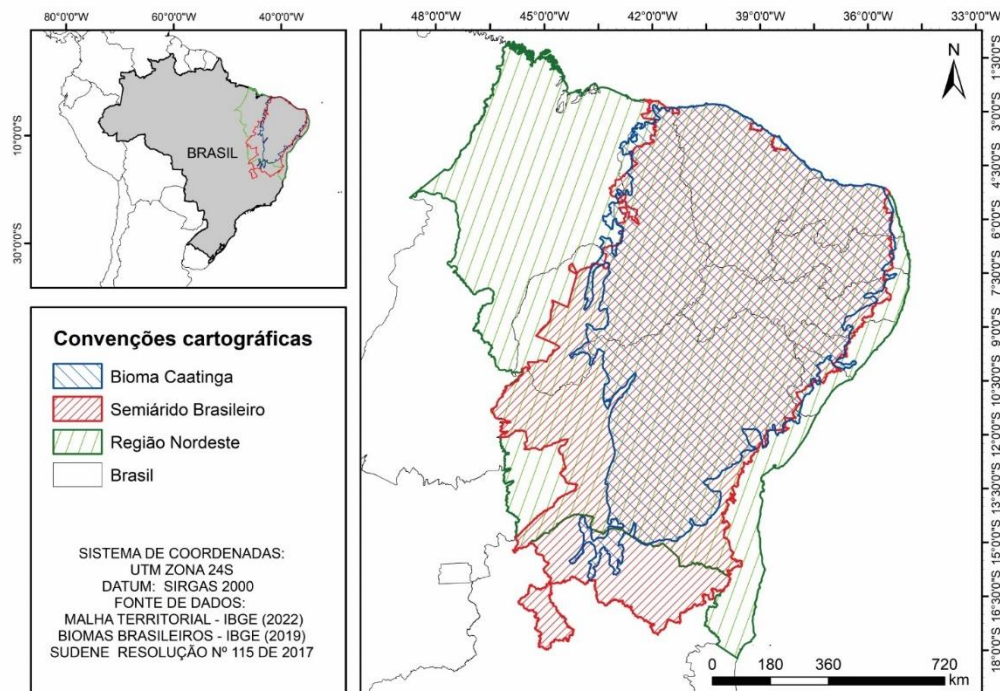 80°0'0"W 60°0'0"W 40°0'0"W
10°0'0"S
30°0'0"S
BRASIL
48°0'0"W 45°0'0"W 42°0'0"W 39°0'0"W 36°0'0"W 33°0'0"W
N
1°30'0"S
3°0'0"S
4°30'0"S
6°0'0"S
7°30'0"S
9°0'0"S
10°30'0"S
12°0'0"S
13°30'0"S
15°0'0"S
16°30'0"S
18°0'0"S
Convenções cartográficas
Bioma Caatinga
Semiárido Brasileiro
Região Nordeste
Brasil
SISTEMA DE COORDENADAS:
UTM ZONA 24S
DATUM: SIRGAS 2000
FONTE DE DADOS:
MALHA TERRITORIAL - IBGE (2022)
BIOMAS BRASILEIROS - IBGE (2019)
SUDENE RESOLUÇÃO Nº 115 DE 2017
0 180 360 720
km